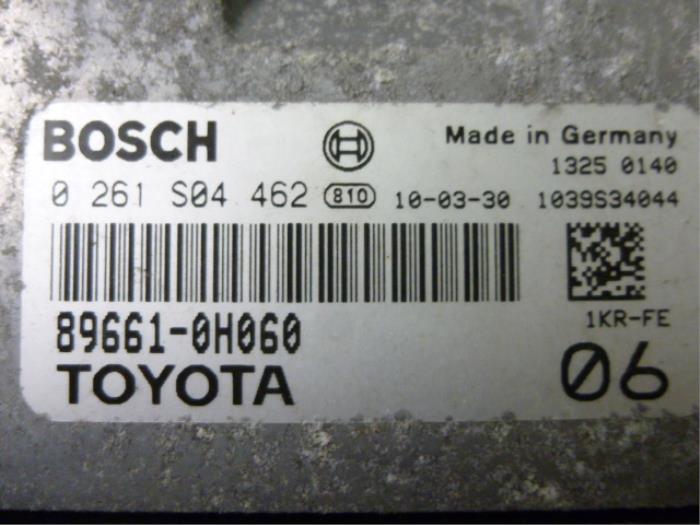 BOSCH Made in Germany
1325 0140
0 261 S04 462 810 10-03-30 1039S34044
1KR-FE
89661-0H060
TOYOTA 06